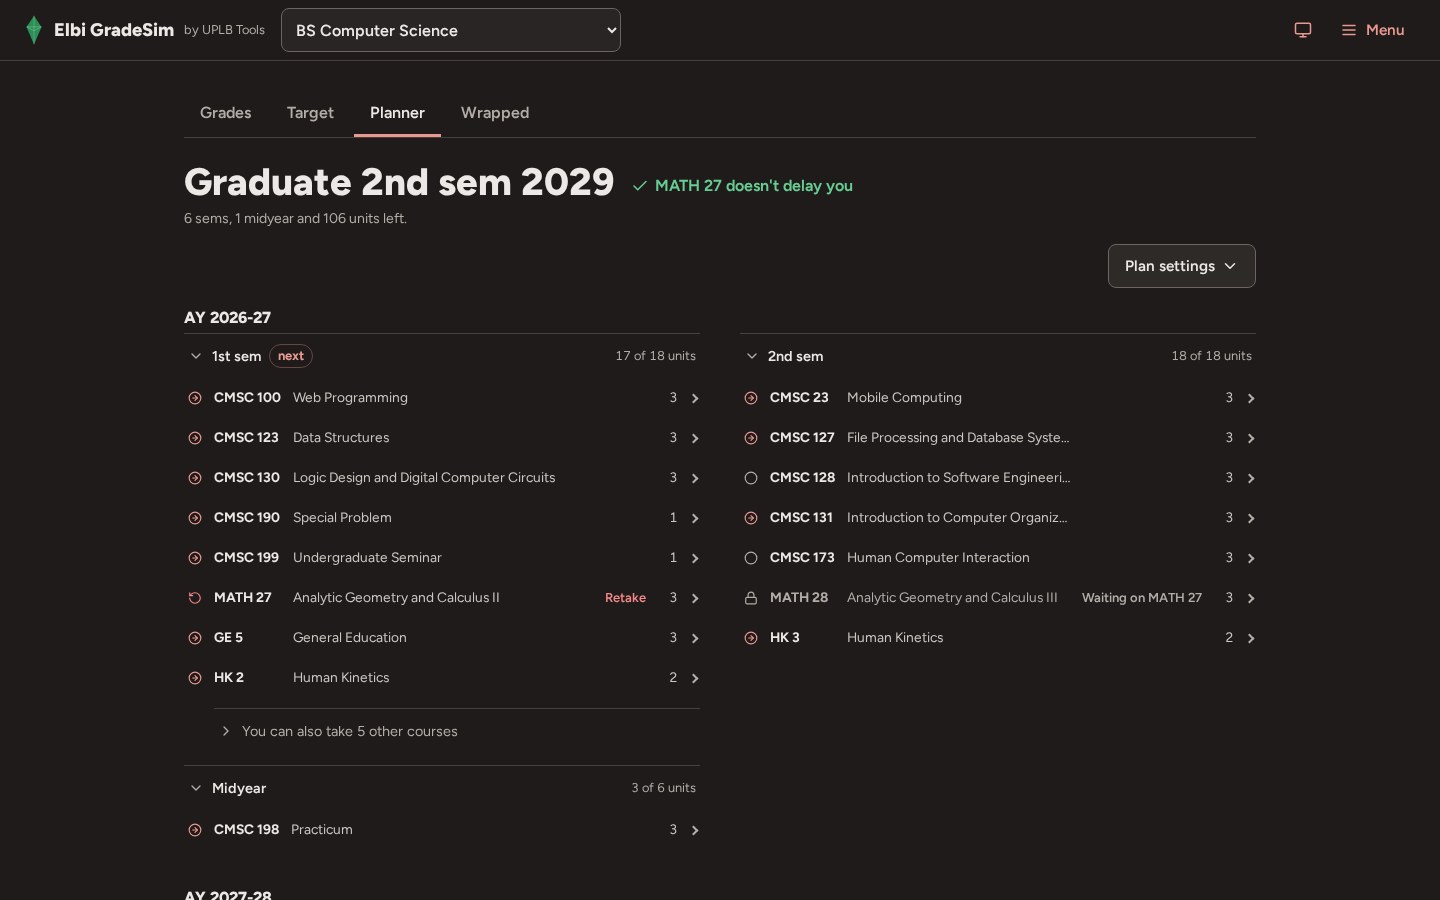 Elbi GradeSim by UPLB Tools BS Computer Science Menu
Grades Target Planner Wrapped
Graduate 2nd sem 2029 MATH 27 doesn't delay you
6 sems, 1 midyear and 106 units left.
Plan settings
AY 2026-27
1st sem next 17 of 18 units
CMSC 100 Web Programming 3
CMSC 123 Data Structures 3
CMSC 130 Logic Design and Digital Computer Circuits 3
CMSC 190 Special Problem 1
CMSC 199 Undergraduate Seminar 1
MATH 27 Analytic Geometry and Calculus II Retake 3
GE 5 General Education 3
HK 2 Human Kinetics 2
You can also take 5 other courses
2nd sem 18 of 18 units
CMSC 23 Mobile Computing 3
CMSC 127 File Processing and Database Syste... 3
CMSC 128 Introduction to Software Engineeri... 3
CMSC 131 Introduction to Computer Organiz... 3
CMSC 173 Human Computer Interaction 3
MATH 28 Analytic Geometry and Calculus III Waiting on MATH 27 3
HK 3 Human Kinetics 2
Midyear 3 of 6 units
CMSC 198 Practicum 3
AY 2027-28